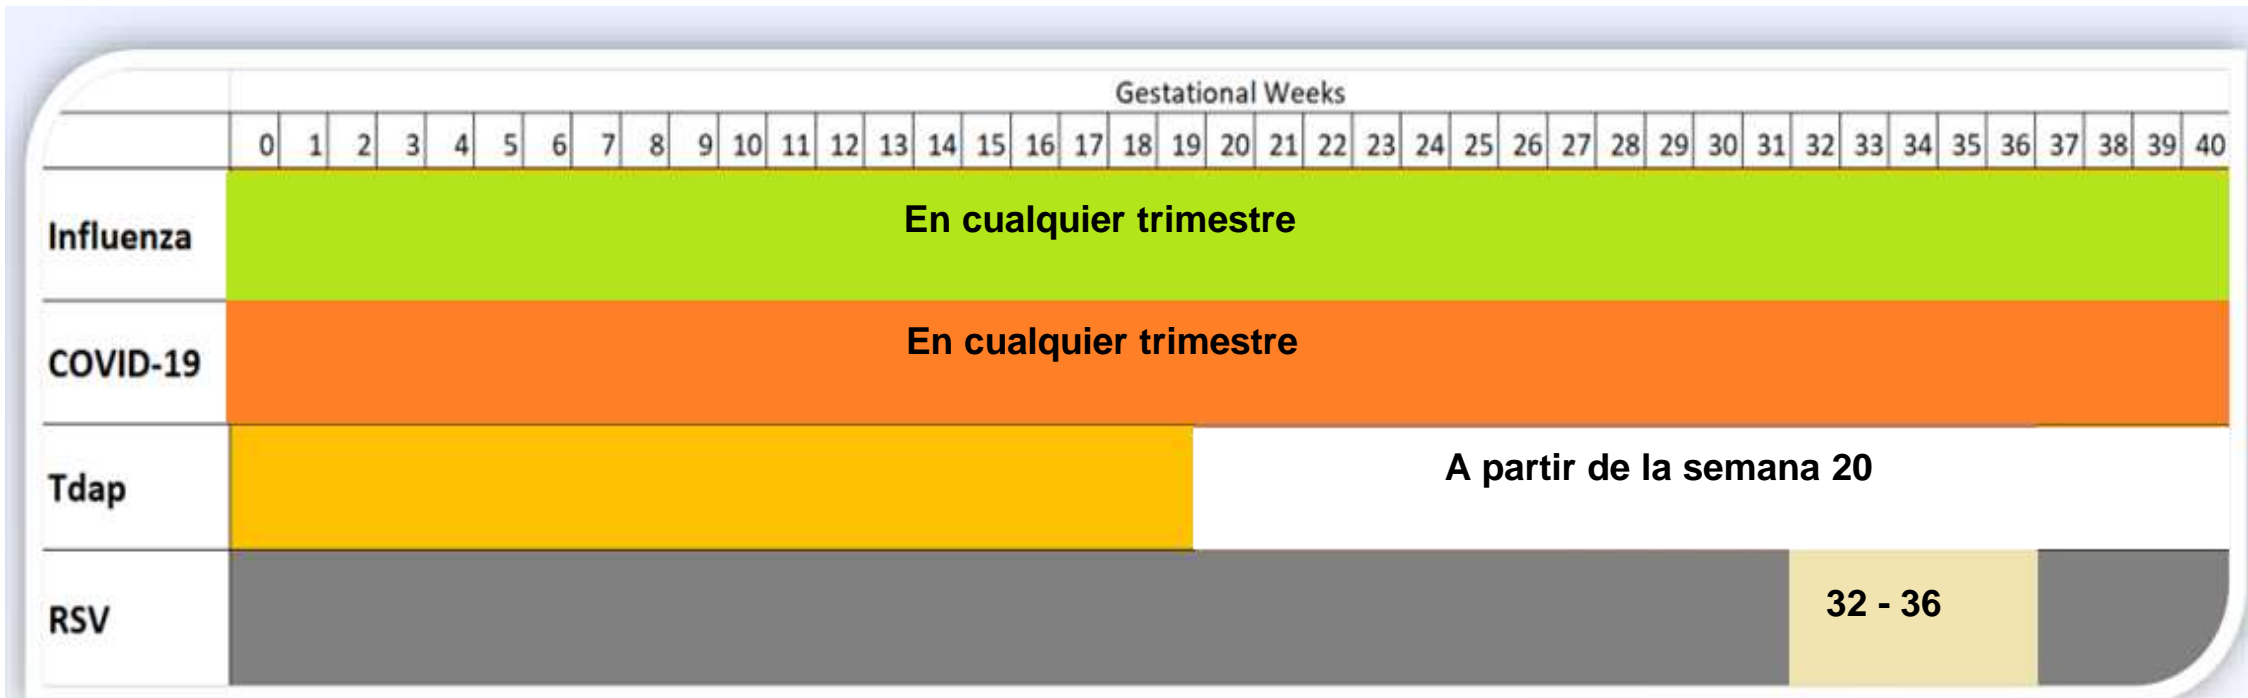 Gestational Weeks
0 1 2 3 4 5 6 7 8 9 10 11 12 13 14 15 16 17 18 19 20 21 22 23 24 25 26 27 28 29 30 31 32 33 34 35 36 37 38 39 40
Influenza En cualquier trimestre
COVID-19 En cualquier trimestre
Tdap A partir de la semana 20
RSV 32 - 36